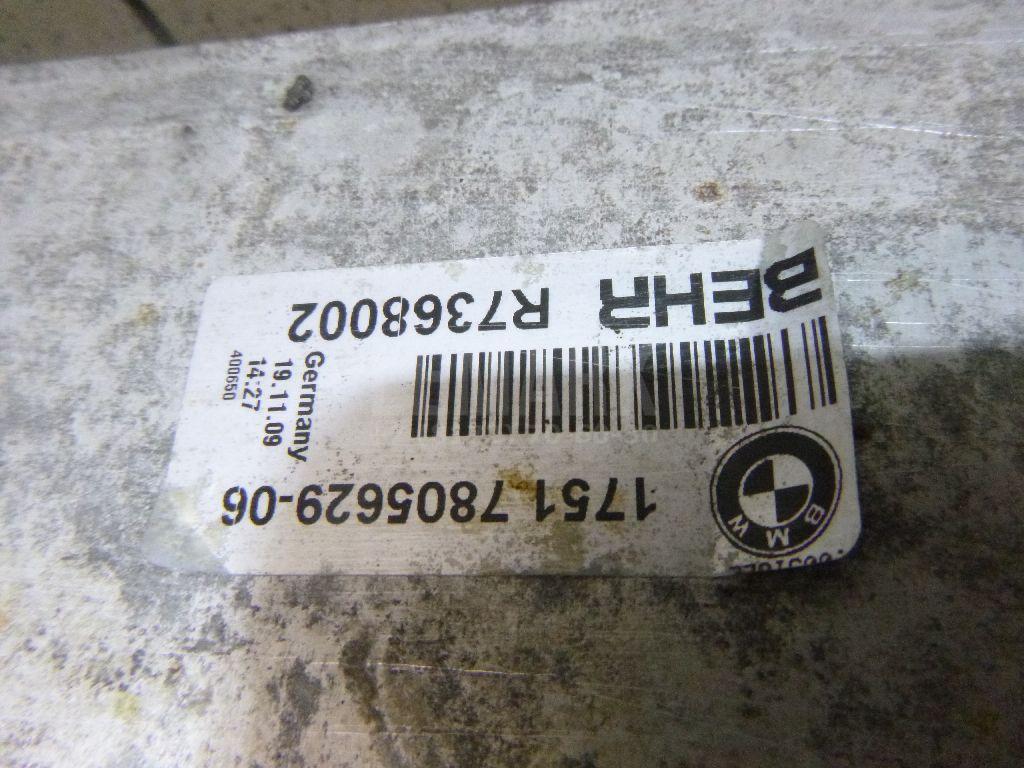 BMW
1751 7805629-06
Germany
19.11.09
14:27
400650
BEHR R7368002